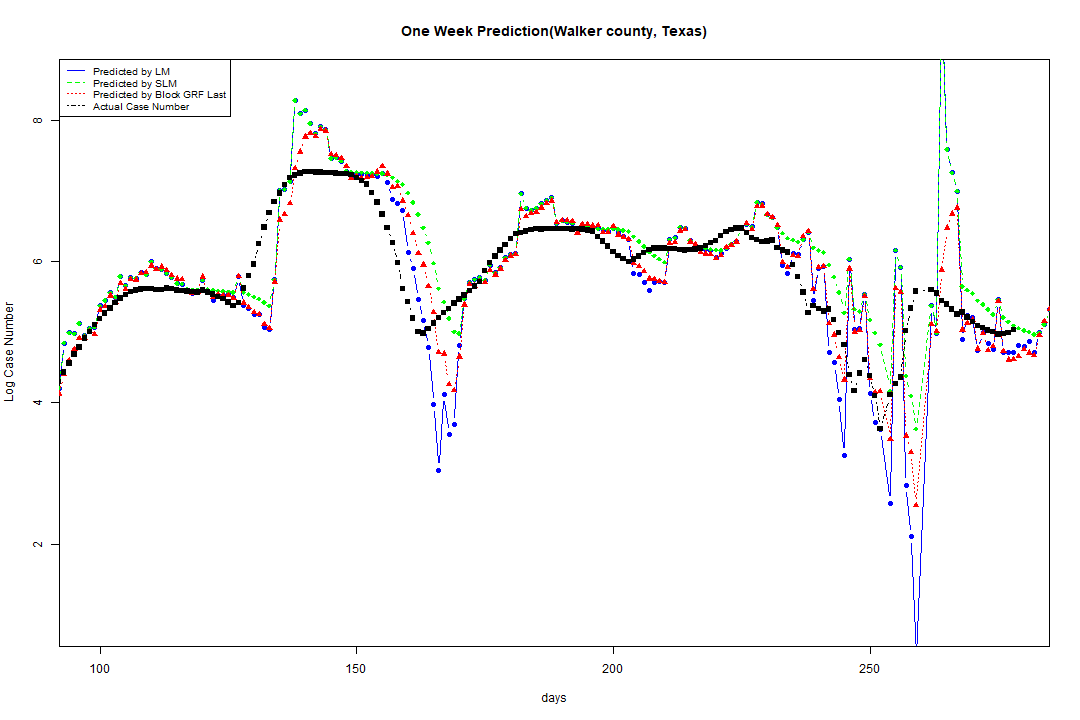 One Week Prediction(Walker county, Texas)
Predicted by LM
Predicted by SLM
Predicted by Block GRF Last
Actual Case Number
8
6
4
2
Log Case Number
100 150 200 250
days